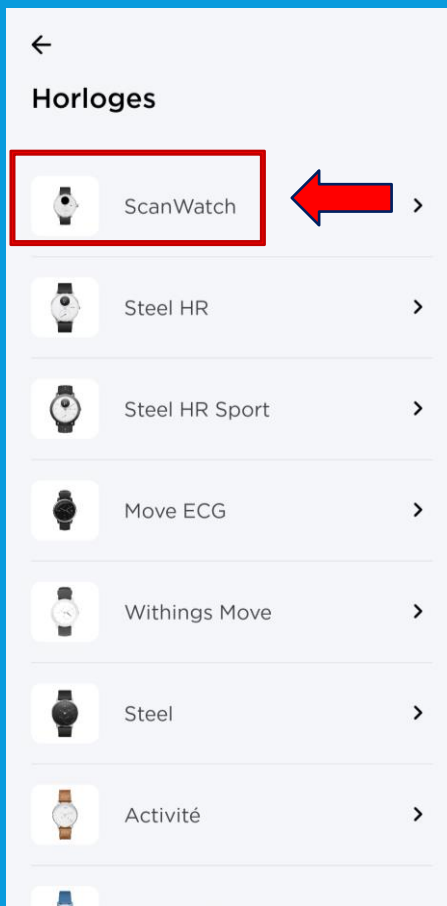 Horloges
ScanWatch
Steel HR
Steel HR Sport
Move ECG
Withings Move
Steel
Activité